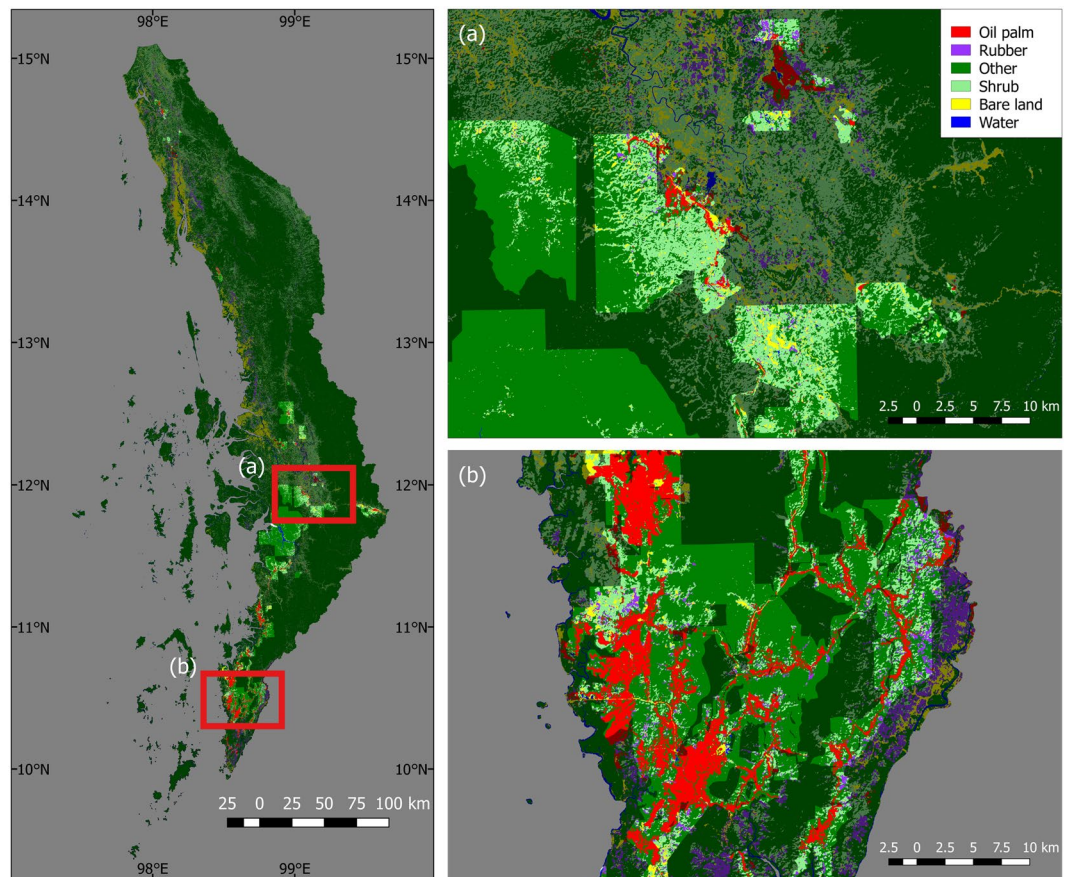 98°E 99°E
15°N 15°N
14°N 14°N
13°N 13°N
(a)
12°N 12°N
11°N 11°N
(b)
10°N 10°N
25 0 25 50 75 100 km
98°E 99°E
(a)
Oil palm
Rubber
Other
Shrub
Bare land
Water
2.5 0 2.5 5 7.5 10 km
(b)
2.5 0 2.5 5 7.5 10 km